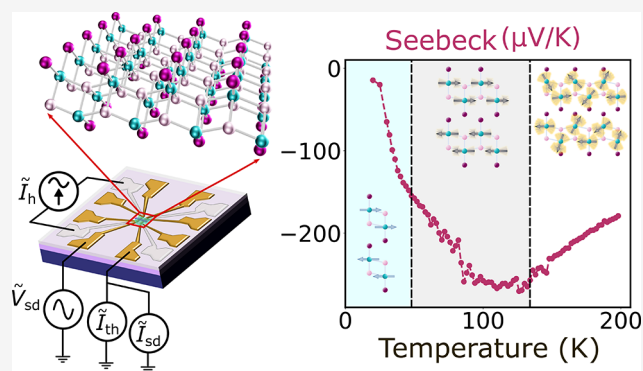 Seebeck (μV/K)
0
−100
−200
0
100
200
Temperature (K)
Ĩh
Ṽsd
Ĩth
Ĩsd